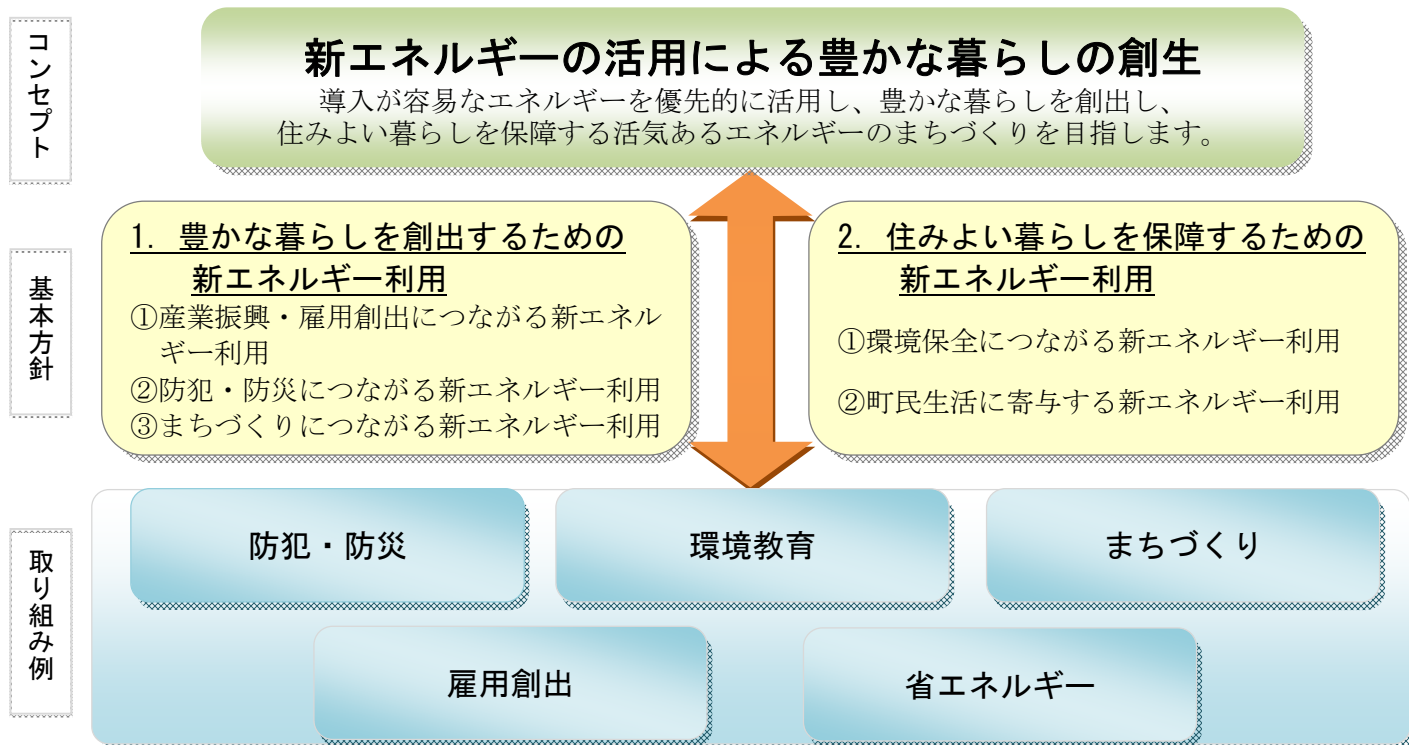 コンセプト
新エネルギーの活用による豊かな暮らしの創生
導入が容易なエネルギーを優先的に活用し、豊かな暮らしを創出し、
住みよい暮らしを保障する活気あるエネルギーのまちづくりを目指します。
基本方針
1. 豊かな暮らしを創出するための
新エネルギー利用
①産業振興・雇用創出につながる新エネル
ギー利用
②防犯・防災につながる新エネルギー利用
③まちづくりにつながる新エネルギー利用
2. 住みよい暮らしを保障するための
新エネルギー利用
①環境保全につながる新エネルギー利用
②町民生活に寄与する新エネルギー利用
取り組み例
防犯・防災
環境教育
まちづくり
雇用創出
省エネルギー